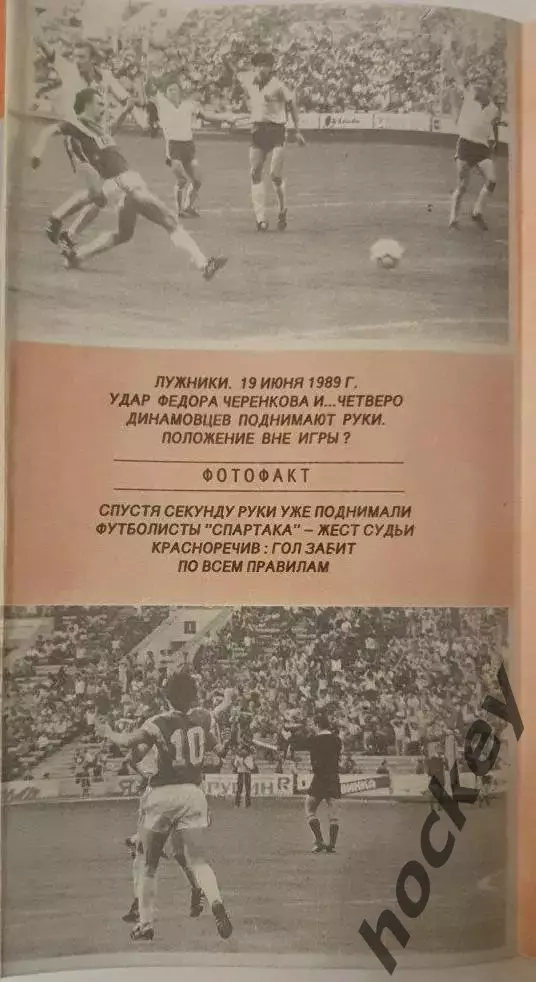 ЛУЖНИКИ. 19 ИЮНЯ 1989 Г.
УДАР ФЕДОРА ЧЕРЕНКОВА И...ЧЕТВЕРО
ДИНАМОВЦЕВ ПОДНИМАЮТ РУКИ.
ПОЛОЖЕНИЕ ВНЕ ИГРЫ?
ФОТОФАКТ
СПУСТЯ СЕКУНДУ РУКИ УЖЕ ПОДНИМАЛИ
ФУТБОЛИСТЫ "СПАРТАКА" – ЖЕСТ СУДЬИ
КРАСНОРЕЧИВ: ГОЛ ЗАБИТ
ПО ВСЕМ ПРАВИЛАМ
1
10
hockey